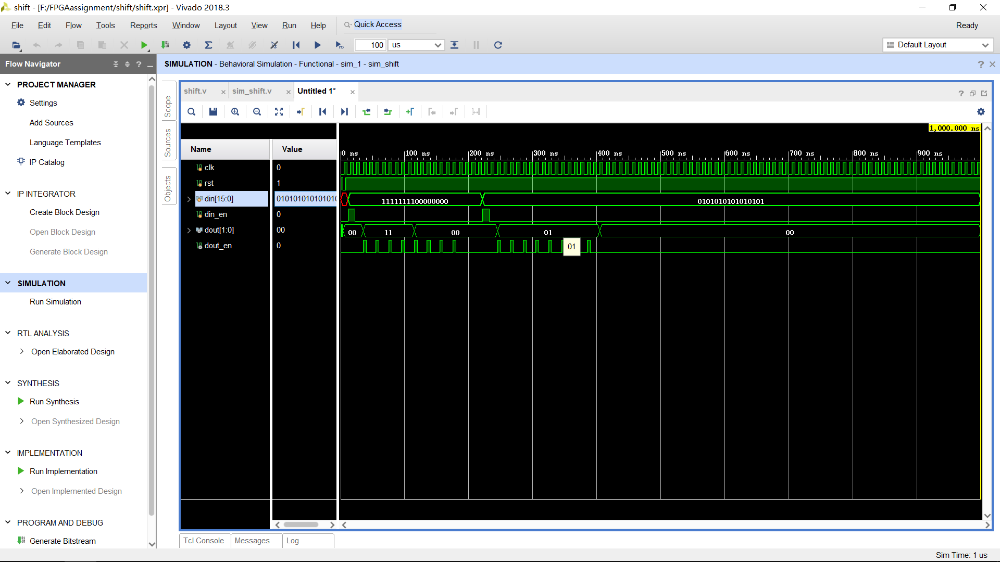 shift - [F:/FPGAassignment/shift/shift.xpr] - Vivado 2018.3
File Edit Flow Tools Reports Window Layout View Run Help Quick Access Ready
100 us Default Layout
Flow Navigator ? SIMULATION - Behavioral Simulation - Functional - sim_1 - sim_shift ?
PROJECT MANAGER
Settings
Add Sources
Language Templates
IP Catalog
IP INTEGRATOR
Create Block Design
Open Block Design
Generate Block Design
SIMULATION
Run Simulation
RTL ANALYSIS
Open Elaborated Design
SYNTHESIS
Run Synthesis
Open Synthesized Design
IMPLEMENTATION
Run Implementation
Open Implemented Design
PROGRAM AND DEBUG
Generate Bitstream
Scope
Sources
Objects
shift.v sim_shift.v Untitled 1* ?
1,000.000 ns
Name Value
0 ns 100 ns 200 ns 300 ns 400 ns 500 ns 600 ns 700 ns 800 ns 900 ns
clk 0
rst 1
din[15:0] 010101010101010 1111111100000000 0101010101010101
din_en 0
dout[1:0] 00 00 11 00 01 00
dout_en 0 01
Tcl Console Messages Log
Sim Time: 1 us